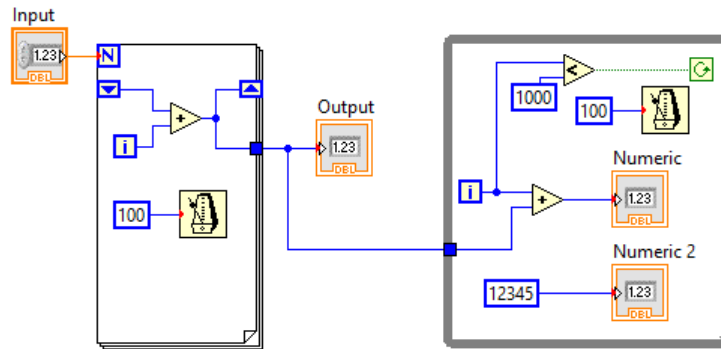 Input
1.23
DBL
N
i
+
100
Output
1.23
DBL
<
1000
100
i
+
Numeric
1.23
DBL
12345
Numeric 2
1.23
DBL